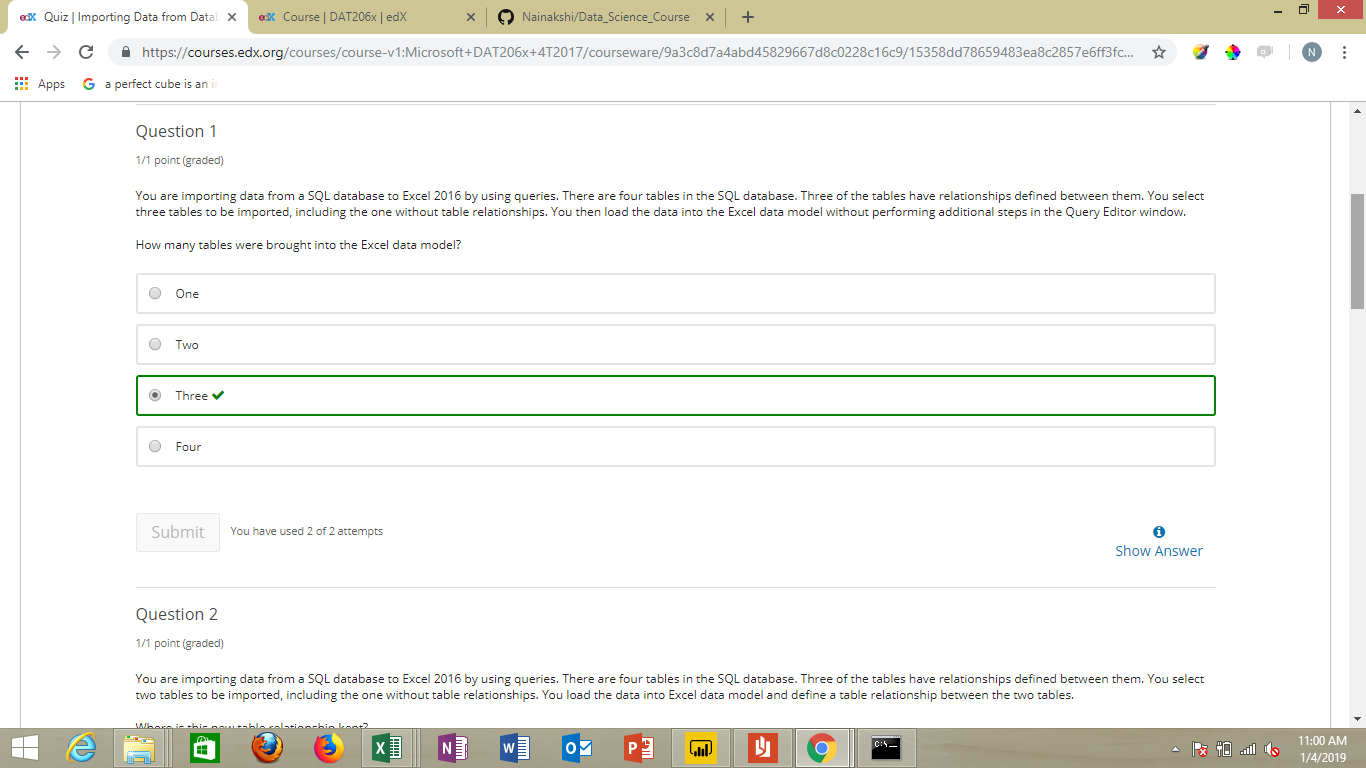 Quiz | Importing Data from Datab
Course | DAT206x | edX
Nainakshi/Data_Science_Course
https://courses.edx.org/courses/course-v1:Microsoft+DAT206x+4T2017/courseware/9a3c8d7a4abd45829667d8c0228c16c9/15358dd78659483ea8c2857e6ff3fc...
N
Apps
a perfect cube is an in
Question 1
1/1 point (graded)
You are importing data from a SQL database to Excel 2016 by using queries. There are four tables in the SQL database. Three of the tables have relationships defined between them. You select
three tables to be imported, including the one without table relationships. You then load the data into the Excel data model without performing additional steps in the Query Editor window.
How many tables were brought into the Excel data model?
One
Two
Three
Four
Submit
You have used 2 of 2 attempts
Show Answer
Question 2
1/1 point (graded)
You are importing data from a SQL database to Excel 2016 by using queries. There are four tables in the SQL database. Three of the tables have relationships defined between them. You select
two tables to be imported, including the one without table relationships. You load the data into Excel data model and define a table relationship between the two tables.
Where is this new table relationship kept?
11:00 AM
1/4/2019